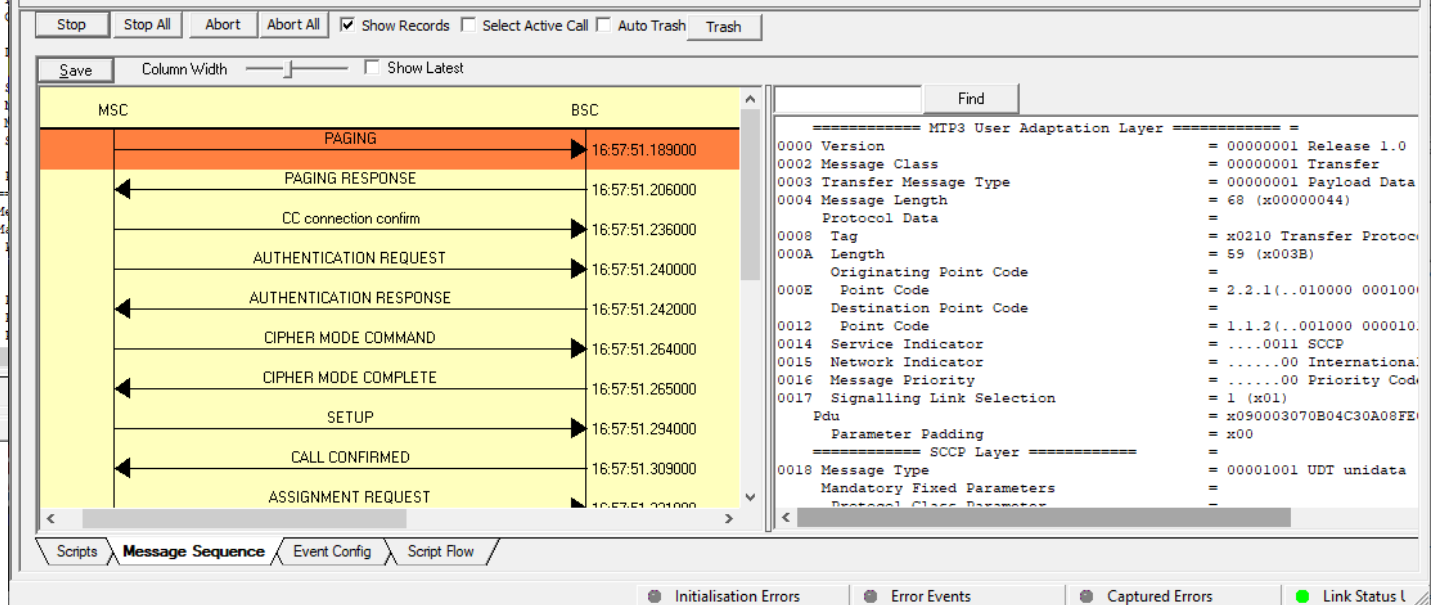 Stop Stop All Abort Abort All Show Records Select Active Call Auto Trash Trash
Save Column Width Show Latest
MSC BSC
PAGING
16:57:51.189000
PAGING RESPONSE
16:57:51.206000
CC connection confirm
16:57:51.236000
AUTHENTICATION REQUEST
16:57:51.240000
AUTHENTICATION RESPONSE
16:57:51.242000
CIPHER MODE COMMAND
16:57:51.264000
CIPHER MODE COMPLETE
16:57:51.265000
SETUP
16:57:51.294000
CALL CONFIRMED
16:57:51.309000
ASSIGNMENT REQUEST
Find
============ MTP3 User Adaptation Layer ============ =
0000 Version = 00000001 Release 1.0
0002 Message Class = 00000001 Transfer
0003 Transfer Message Type = 00000001 Payload Data
0004 Message Length = 68 (x00000044)
Protocol Data =
0008 Tag = x0210 Transfer Protoc
000A Length = 59 (x003B)
Originating Point Code =
000E Point Code = 2.2.1(..010000 000100
Destination Point Code =
0012 Point Code = 1.1.2(..001000 000010
0014 Service Indicator = ....0011 SCCP
0015 Network Indicator = ......00 International
0016 Message Priority = ......00 Priority Cod
0017 Signalling Link Selection = 1 (x01)
Pdu = x090003070B04C30A08FE
Parameter Padding = x00
============ SCCP Layer ============ =
0018 Message Type = 00001001 UDT unidata
Mandatory Fixed Parameters =
Protocol Class Parameter =
Scripts Message Sequence Event Config Script Flow
Initialisation Errors Error Events Captured Errors Link Status